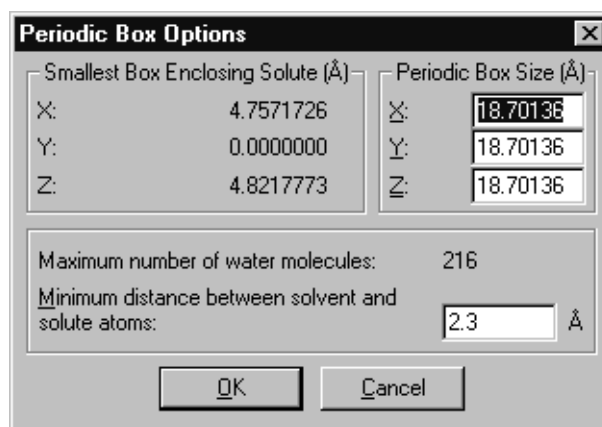 Periodic Box Options
Smallest Box Enclosing Solute (Å)
X: 4.7571726
Y: 0.0000000
Z: 4.8217773
Periodic Box Size (Å)
X: 18.70136
Y: 18.70136
Z: 18.70136
Maximum number of water molecules: 216
Minimum distance between solvent and
solute atoms: 2.3 Å
OK Cancel